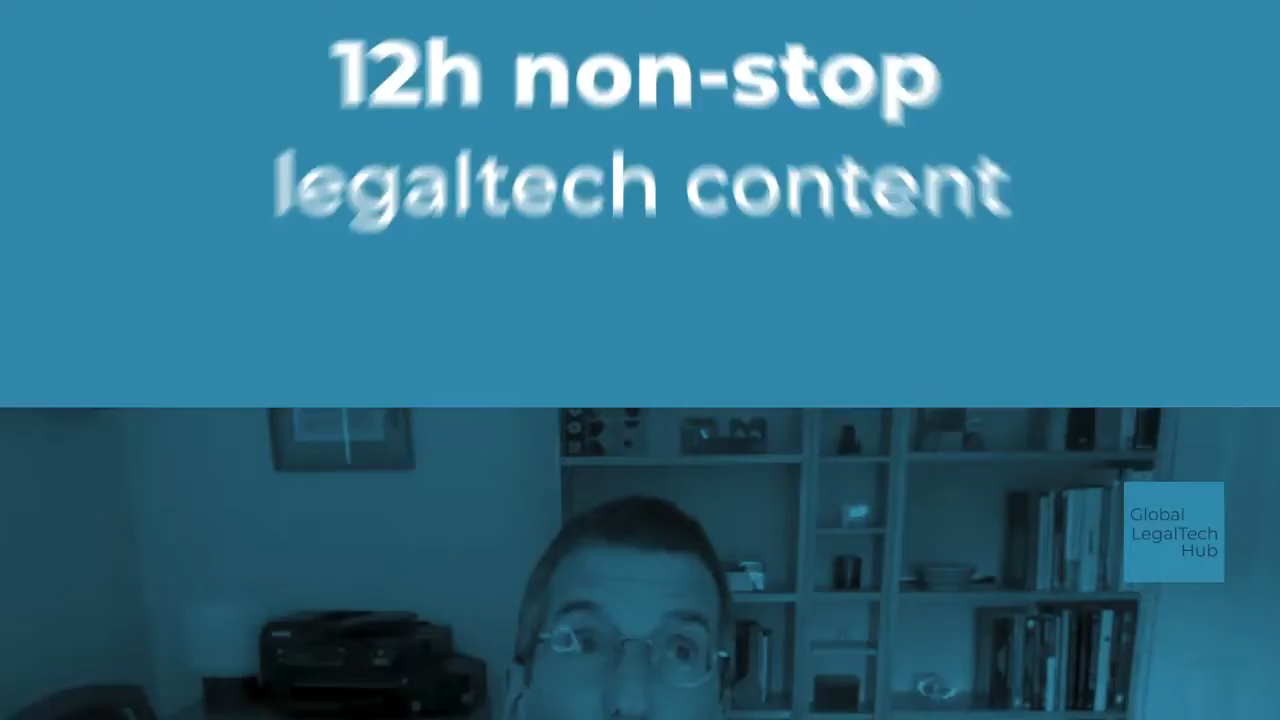 12h non-stop
legaltech content
Global
LegalTech
Hub